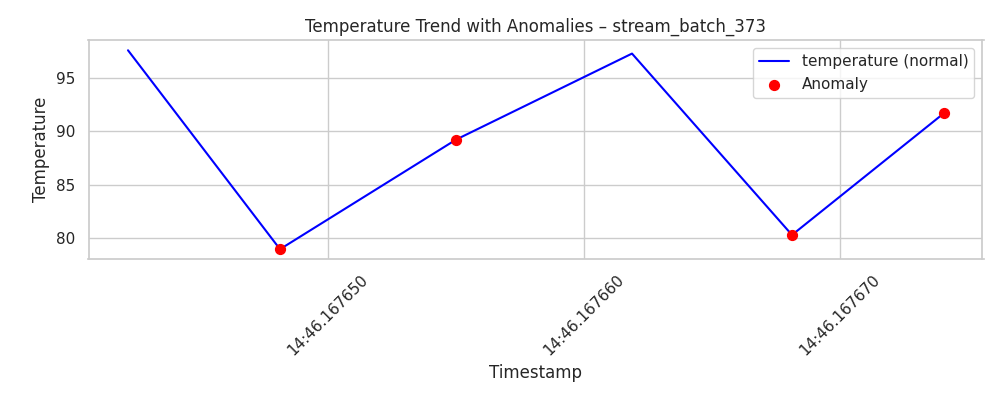 Temperature Trend with Anomalies – stream_batch_373
temperature (normal)
Anomaly
Temperature
95
90
85
80
14:46.167650
14:46.167660
14:46.167670
Timestamp